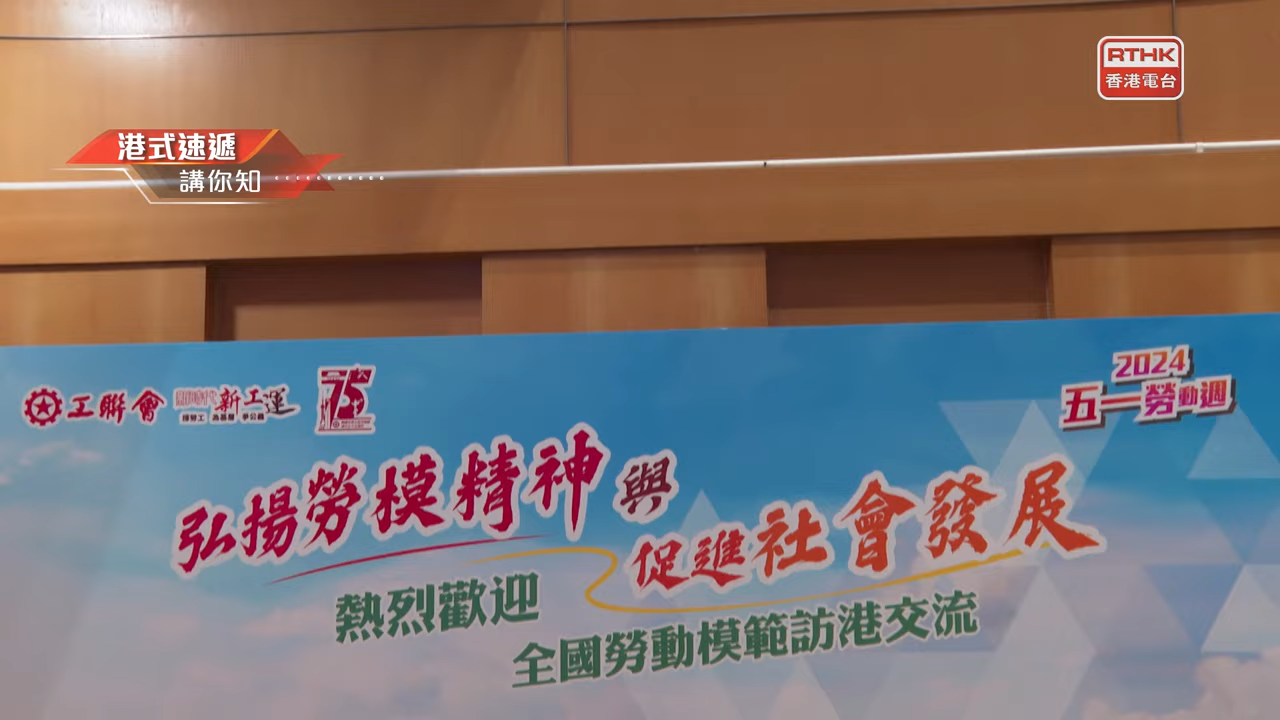 RTHK
香港電台
港式速遞
講你知
工聯會
新工運
75
2024
五一勞動週
弘揚勞模精神與
促進社會發展
熱烈歡迎
全國勞動模範訪港交流